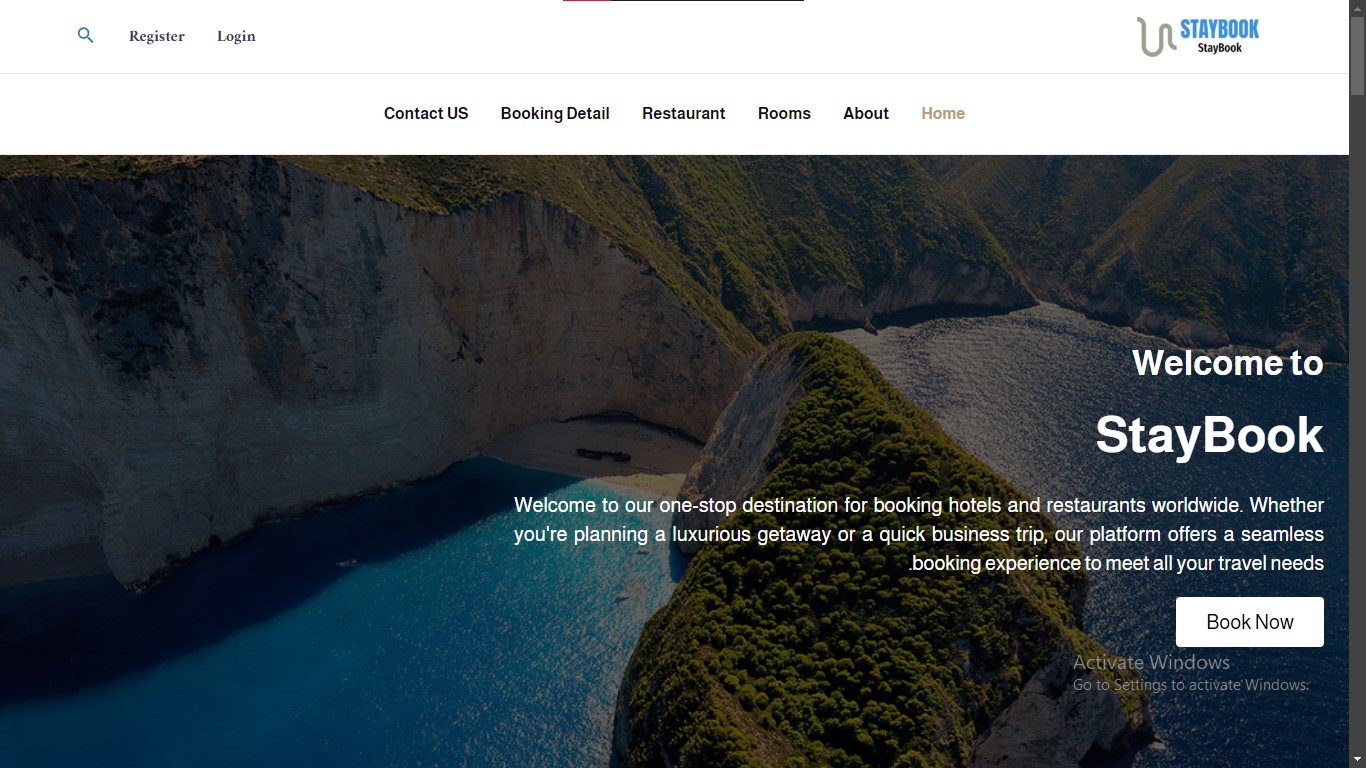 Register Login
STAYBOOK
StayBook
Contact US Booking Detail Restaurant Rooms About Home
Welcome to
StayBook
Welcome to our one-stop destination for booking hotels and restaurants worldwide. Whether
you're planning a luxurious getaway or a quick business trip, our platform offers a seamless
.booking experience to meet all your travel needs
Book Now
Activate Windows
Go to Settings to activate Windows.